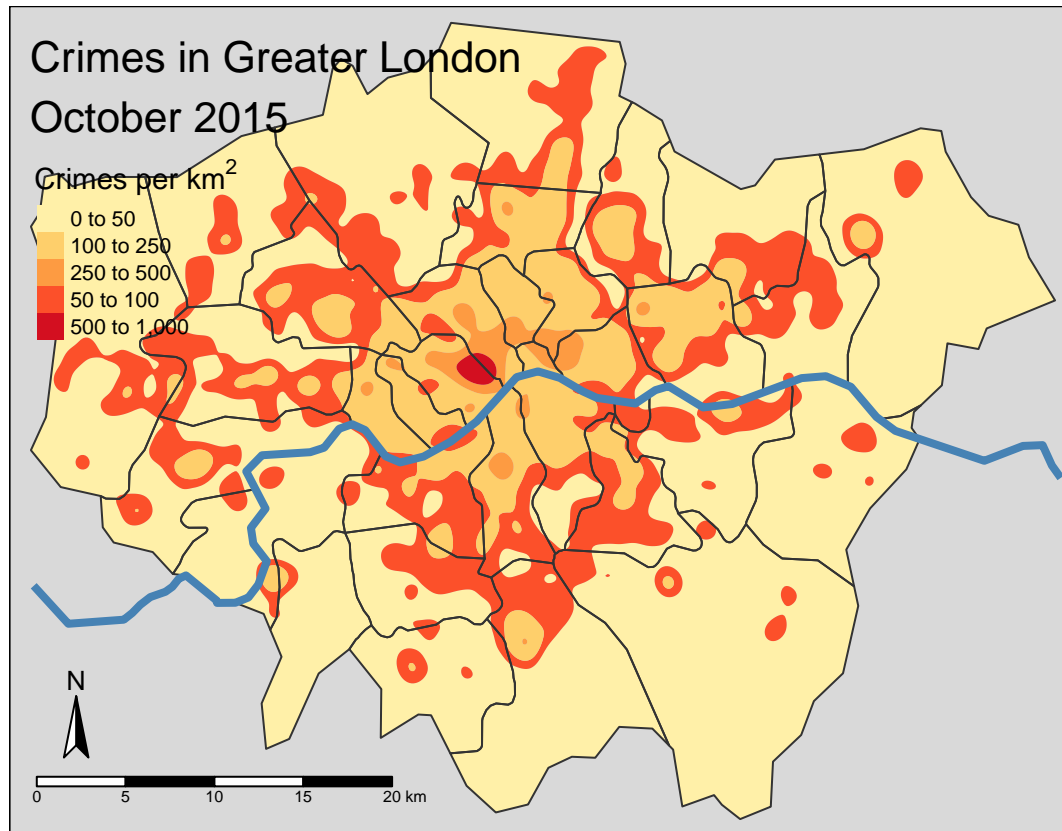 Crimes in Greater London
October 2015
Crimes per km²
0 to 50
100 to 250
250 to 500
50 to 100
500 to 1,000
N
0 5 10 15 20 km